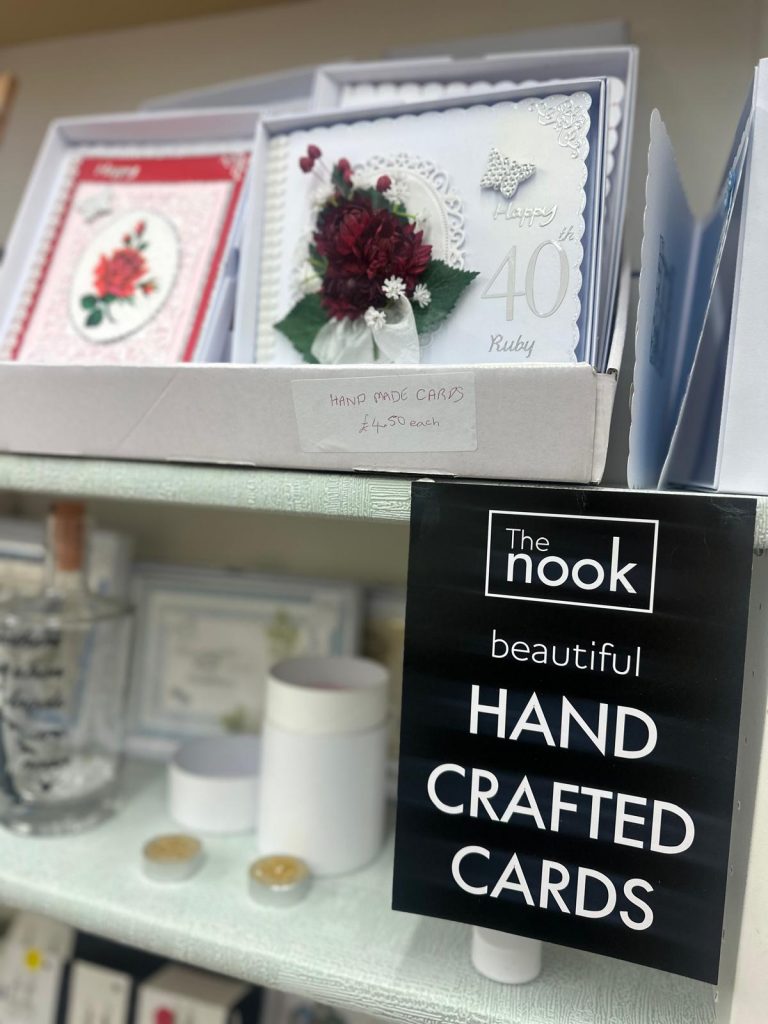 Happy
Happy
40th
Ruby
HAND MADE CARDS
£4.50 each
The
nook
beautiful
HAND
CRAFTED
CARDS